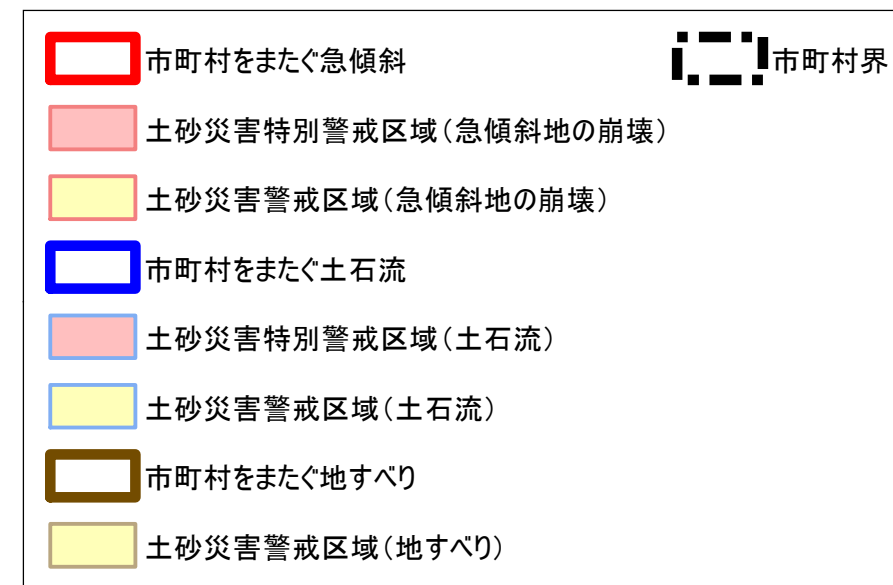 市町村をまたぐ急傾斜
市町村界
土砂災害特別警戒区域（急傾斜地の崩壊）
土砂災害警戒区域（急傾斜地の崩壊）
市町村をまたぐ土石流
土砂災害特別警戒区域（土石流）
土砂災害警戒区域（土石流）
市町村をまたぐ地すべり
土砂災害警戒区域（地すべり）